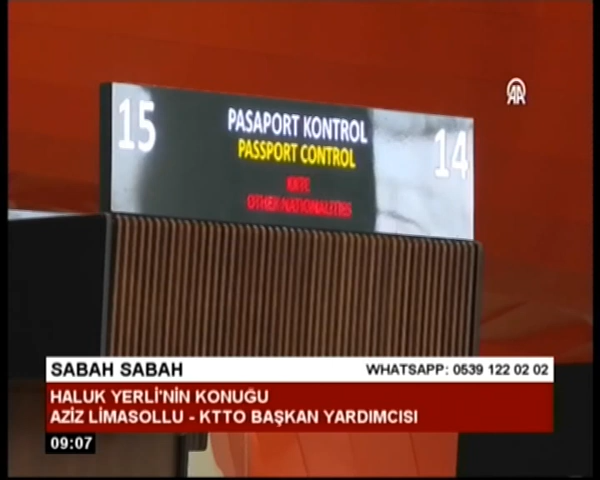 15
PASAPORT KONTROL
14
PASSPORT CONTROL
KKTC
OTHER NATIONALITIES
AA
SABAH SABAH
WHATSAPP: 0539 122 02 02
HALUK YERLİ'NİN KONUĞU
AZİZ LİMASOLLU - KTTO BAŞKAN YARDIMCISI
09:07